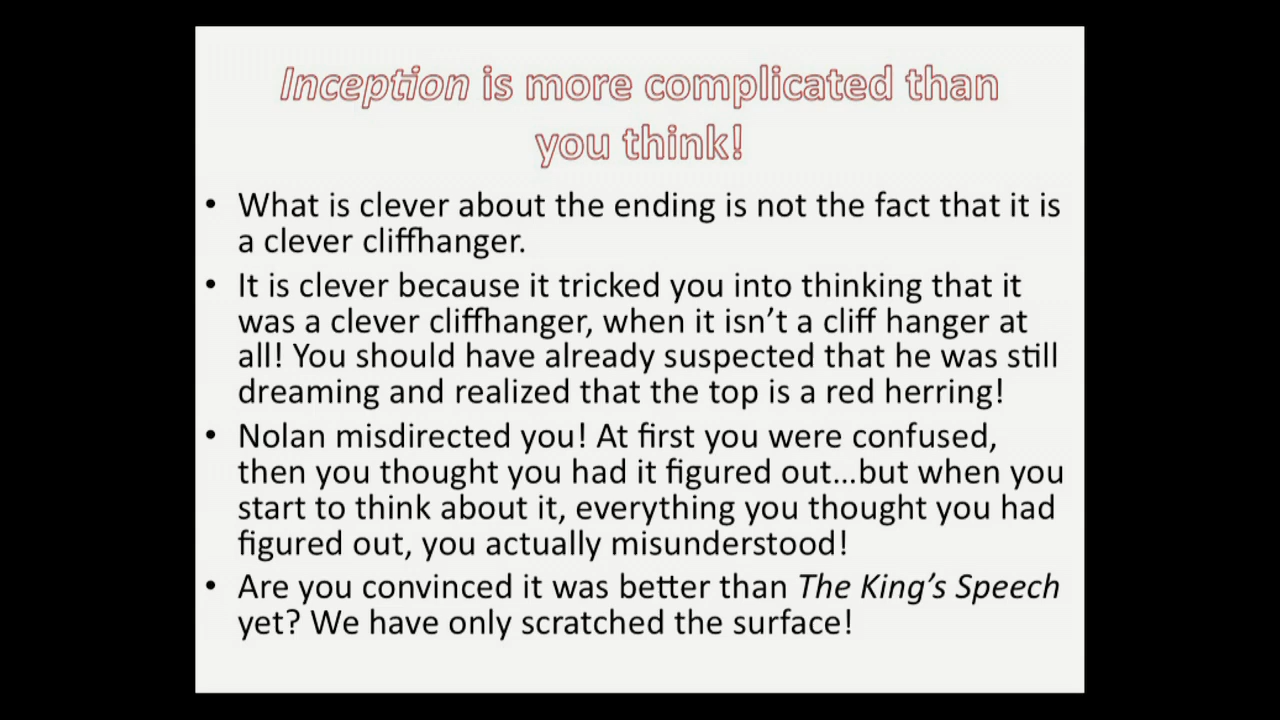 Inception is more complicated than
you think!
• What is clever about the ending is not the fact that it is
a clever cliffhanger.
• It is clever because it tricked you into thinking that it
was a clever cliffhanger, when it isn’t a cliff hanger at
all! You should have already suspected that he was still
dreaming and realized that the top is a red herring!
• Nolan misdirected you! At first you were confused,
then you thought you had it figured out...but when you
start to think about it, everything you thought you had
figured out, you actually misunderstood!
• Are you convinced it was better than The King’s Speech
yet? We have only scratched the surface!